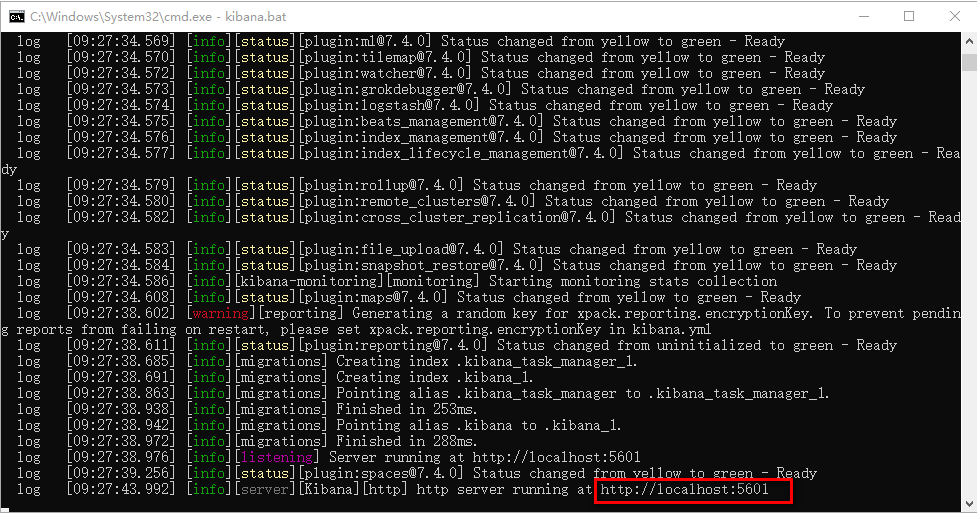 C:\Windows\System32\cmd.exe - kibana.bat
log [09:27:34.569] [info][status][plugin:ml@7.4.0] Status changed from yellow to green - Ready
log [09:27:34.570] [info][status][plugin:tilemap@7.4.0] Status changed from yellow to green - Ready
log [09:27:34.572] [info][status][plugin:watcher@7.4.0] Status changed from yellow to green - Ready
log [09:27:34.573] [info][status][plugin:grokdebugger@7.4.0] Status changed from yellow to green - Ready
log [09:27:34.574] [info][status][plugin:logstash@7.4.0] Status changed from yellow to green - Ready
log [09:27:34.575] [info][status][plugin:beats_management@7.4.0] Status changed from yellow to green - Ready
log [09:27:34.576] [info][status][plugin:index_management@7.4.0] Status changed from yellow to green - Ready
log [09:27:34.577] [info][status][plugin:index_lifecycle_management@7.4.0] Status changed from yellow to green - Rea
dy
log [09:27:34.579] [info][status][plugin:rollup@7.4.0] Status changed from yellow to green - Ready
log [09:27:34.580] [info][status][plugin:remote_clusters@7.4.0] Status changed from yellow to green - Ready
log [09:27:34.582] [info][status][plugin:cross_cluster_replication@7.4.0] Status changed from yellow to green - Read
y
log [09:27:34.583] [info][status][plugin:file_upload@7.4.0] Status changed from yellow to green - Ready
log [09:27:34.584] [info][status][plugin:snapshot_restore@7.4.0] Status changed from yellow to green - Ready
log [09:27:34.586] [info][kibana-monitoring][monitoring] Starting monitoring stats collection
log [09:27:34.608] [info][status][plugin:maps@7.4.0] Status changed from yellow to green - Ready
log [09:27:38.602] [warning][reporting] Generating a random key for xpack.reporting.encryptionKey. To prevent pendin
g reports from failing on restart, please set xpack.reporting.encryptionKey in kibana.yml
log [09:27:38.611] [info][status][plugin:reporting@7.4.0] Status changed from uninitialized to green - Ready
log [09:27:38.685] [info][migrations] Creating index .kibana_task_manager_1.
log [09:27:38.691] [info][migrations] Creating index .kibana_1.
log [09:27:38.863] [info][migrations] Pointing alias .kibana_task_manager to .kibana_task_manager_1.
log [09:27:38.938] [info][migrations] Finished in 253ms.
log [09:27:38.942] [info][migrations] Pointing alias .kibana to .kibana_1.
log [09:27:38.972] [info][migrations] Finished in 288ms.
log [09:27:38.976] [info][listening] Server running at http://localhost:5601
log [09:27:39.256] [info][status][plugin:spaces@7.4.0] Status changed from yellow to green - Ready
log [09:27:43.992] [info][server][Kibana][http] http server running at http://localhost:5601